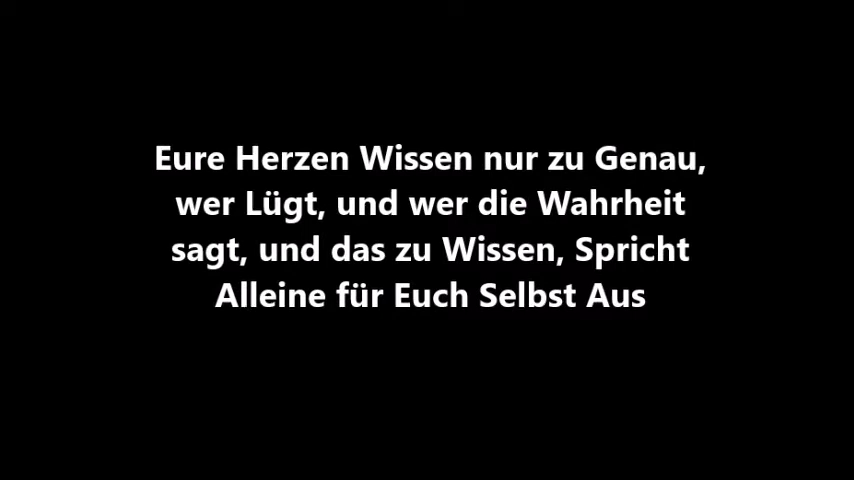 Eure Herzen Wissen nur zu Genau,
wer Lügt, und wer die Wahrheit
sagt, und das zu Wissen, Spricht
Alleine für Euch Selbst Aus